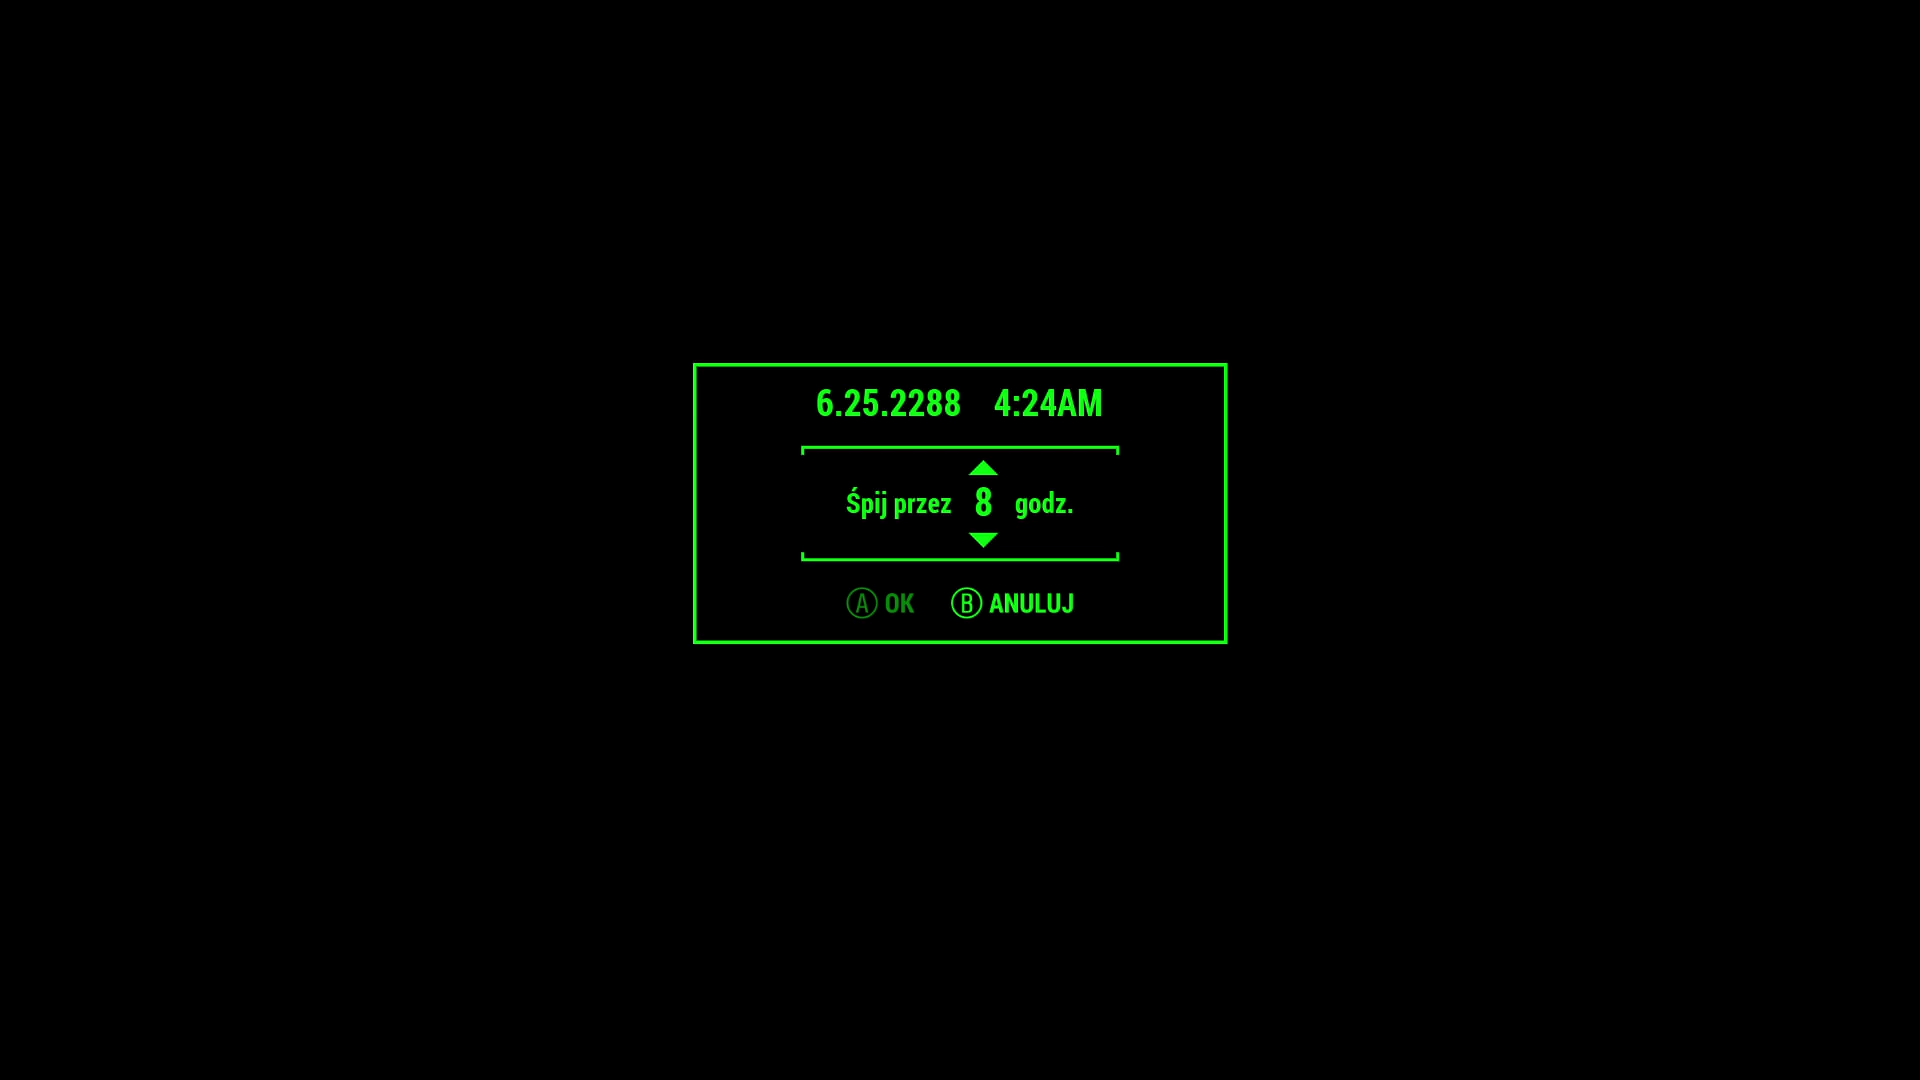 6.25.2288 4:24AM
Śpij przez 8 godz.
Ⓐ OK Ⓑ ANULUJ